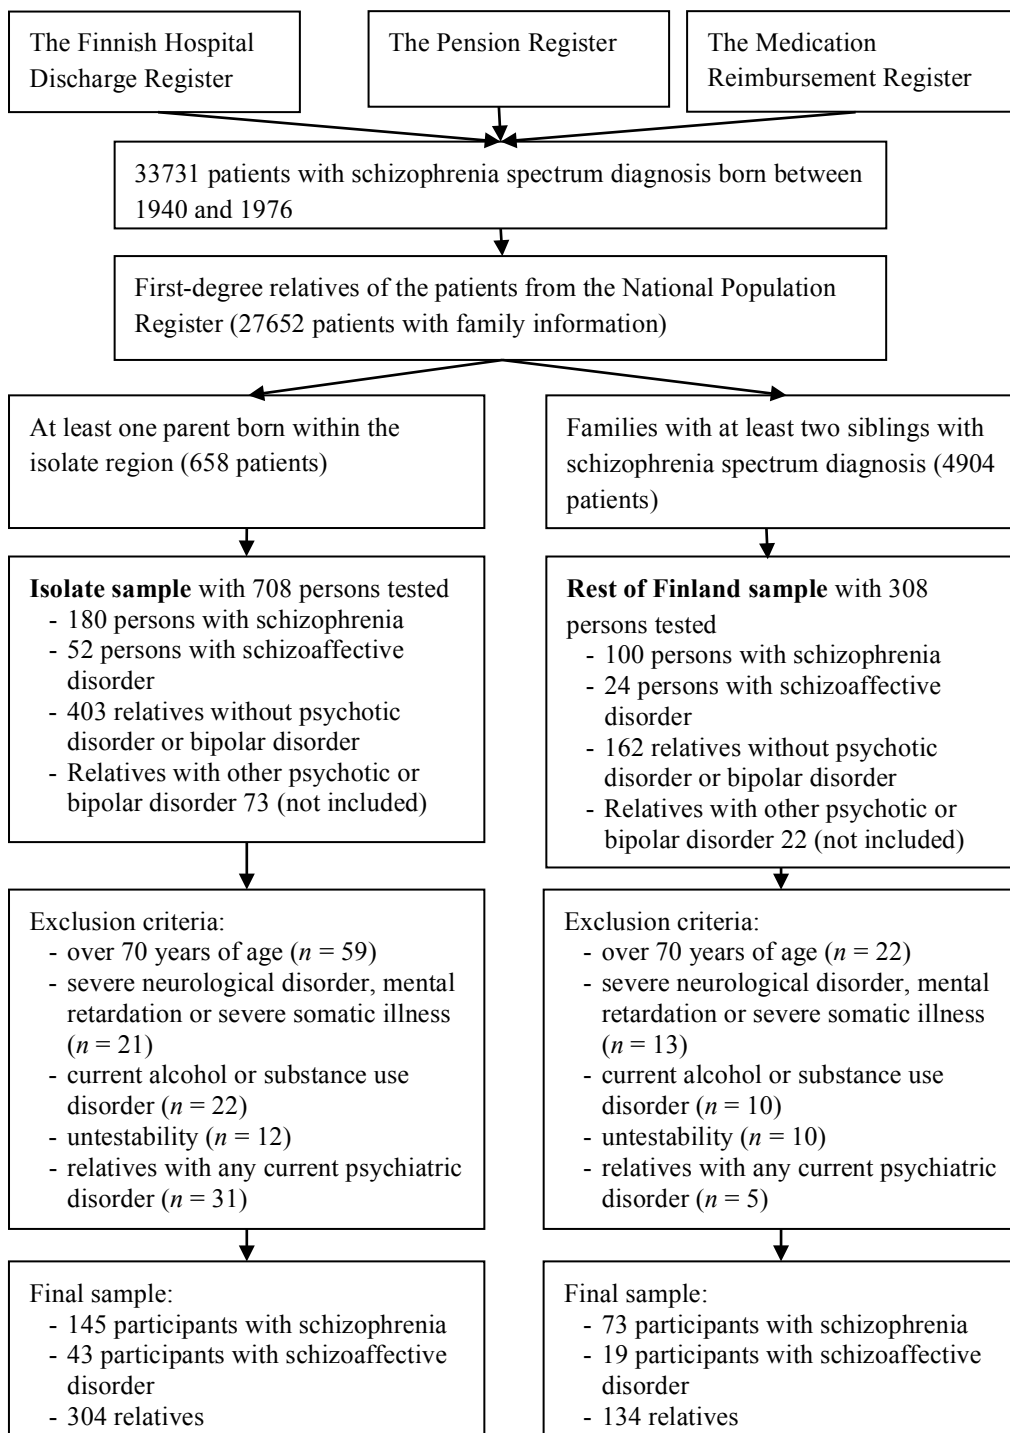 The Finnish Hospital
Discharge Register
The Pension Register
The Medication
Reimbursement Register
33731 patients with schizophrenia spectrum diagnosis born between
1940 and 1976
First-degree relatives of the patients from the National Population
Register (27652 patients with family information)
At least one parent born within the
isolate region (658 patients)
Families with at least two siblings with
schizophrenia spectrum diagnosis (4904
patients)
Isolate sample with 708 persons tested
- 180 persons with schizophrenia
- 52 persons with schizoaffective
disorder
- 403 relatives without psychotic
disorder or bipolar disorder
- Relatives with other psychotic or
bipolar disorder 73 (not included)
Rest of Finland sample with 308
persons tested
- 100 persons with schizophrenia
- 24 persons with schizoaffective
disorder
- 162 relatives without psychotic
disorder or bipolar disorder
- Relatives with other psychotic or
bipolar disorder 22 (not included)
Exclusion criteria:
- over 70 years of age (n = 59)
- severe neurological disorder, mental
retardation or severe somatic illness
(n = 21)
- current alcohol or substance use
disorder (n = 22)
- untestability (n = 12)
- relatives with any current psychiatric
disorder (n = 31)
Exclusion criteria:
- over 70 years of age (n = 22)
- severe neurological disorder, mental
retardation or severe somatic illness
(n = 13)
- current alcohol or substance use
disorder (n = 10)
- untestability (n = 10)
- relatives with any current psychiatric
disorder (n = 5)
Final sample:
- 145 participants with schizophrenia
- 43 participants with schizoaffective
disorder
- 304 relatives
Final sample:
- 73 participants with schizophrenia
- 19 participants with schizoaffective
disorder
- 134 relatives